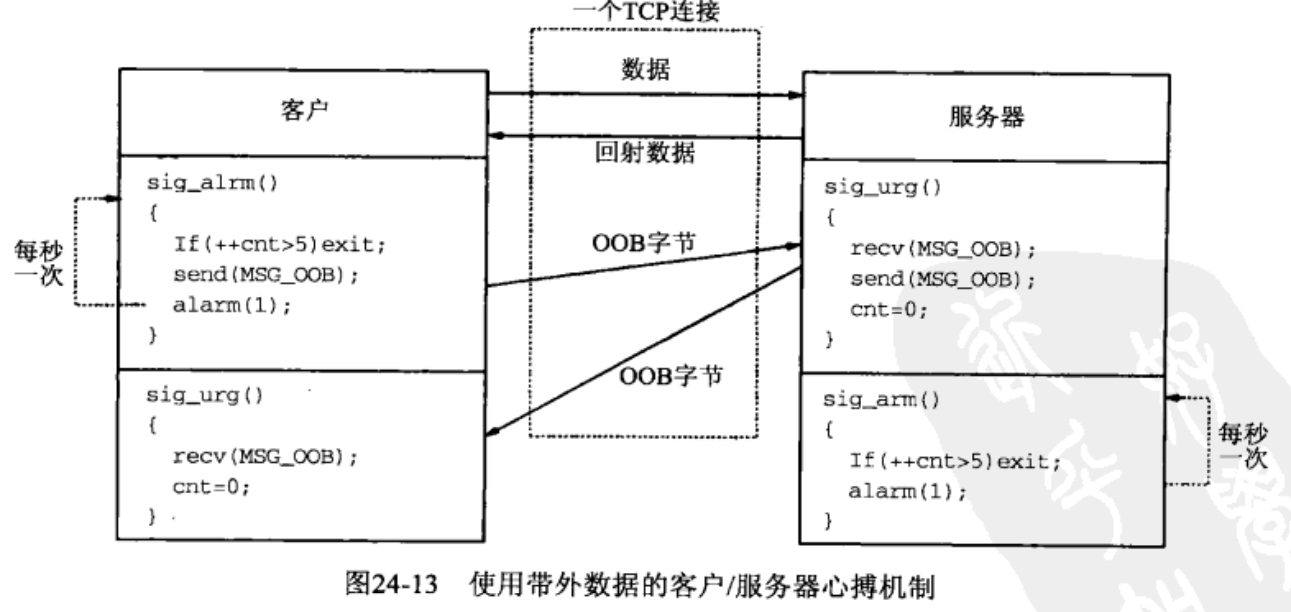 一个TCP连接
客户
数据
回射数据
服务器
sig_alrm()
{
If(++cnt>5)exit;
send(MSG_OOB);
alarm(1);
}
每秒
一次
sig_urg()
{
recv(MSG_OOB);
cnt=0;
}
OOB字节
OOB字节
sig_urg()
{
recv(MSG_OOB);
send(MSG_OOB);
cnt=0;
}
sig_arm()
{
If(++cnt>5)exit;
alarm(1);
}
每秒
一次
图24-13 使用带外数据的客户/服务器心搏机制